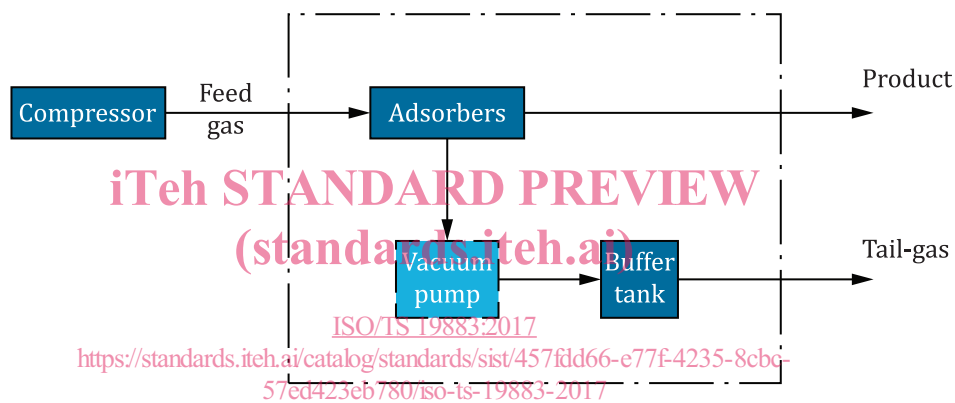 Product
Feed
gas
Compressor
Adsorbers
iTeh STANDARD PREVIEW
(standards.iteh.ai)
Vacuum
pump
Buffer
tank
Tail-gas
ISO/TS 19883:2017
https://standards.iteh.ai/catalog/standards/sist/457fdd66-e77f-4235-8cbc-
57ed423eb780/iso-ts-19883-2017